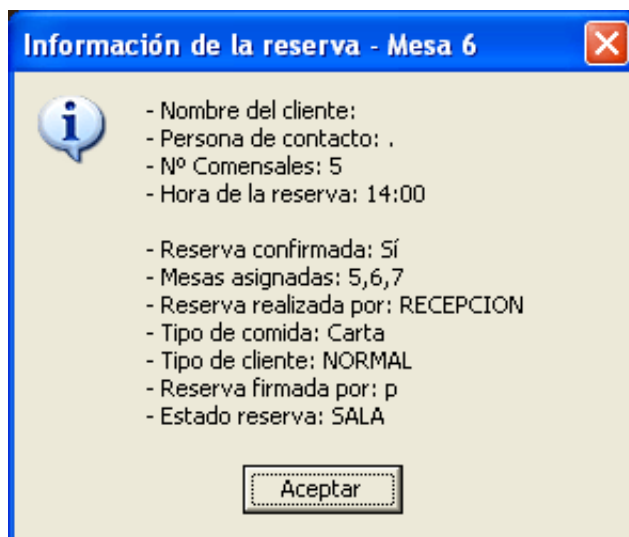 Información de la reserva - Mesa 6
- Nombre del cliente:
- Persona de contacto: .
- Nº Comensales: 5
- Hora de la reserva: 14:00
- Reserva confirmada: Sí
- Mesas asignadas: 5,6,7
- Reserva realizada por: RECEPCION
- Tipo de comida: Carta
- Tipo de cliente: NORMAL
- Reserva firmada por: p
- Estado reserva: SALA
Aceptar